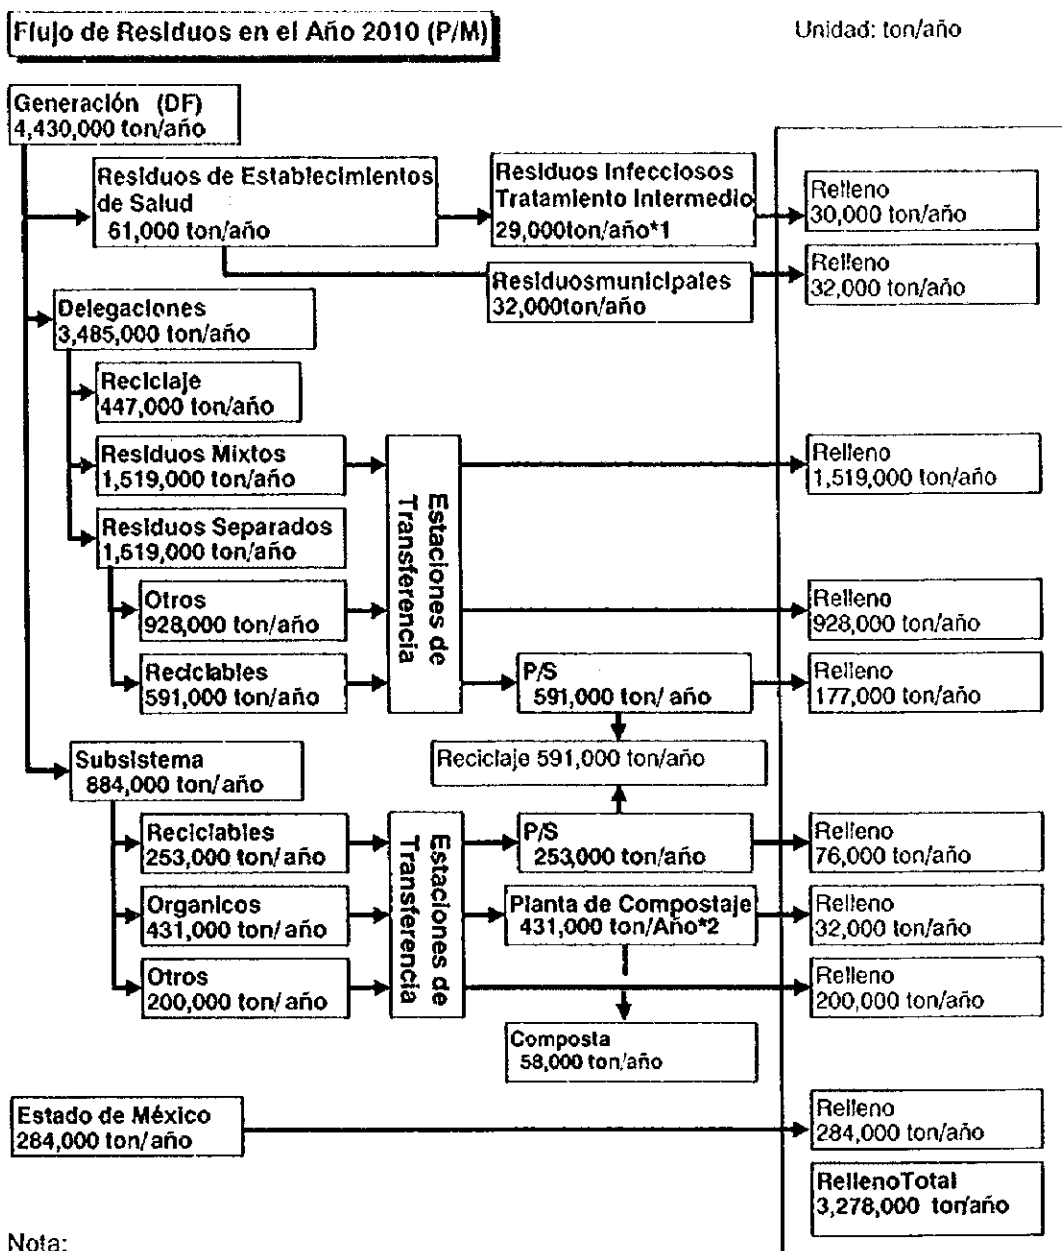 Flujo de Residuos en el Año 2010 (P/M)
Unidad: ton/año
Generación (DF)
4,430,000 ton/año
Residuos de Establecimientos
de Salud
61,000 ton/año
Residuos Infecciosos
Tratamiento Intermedio
29,000ton/año*1
Relleno
30,000 ton/año
Residuosmunicipales
32,000ton/año
Relleno
32,000 ton/año
Delegaciones
3,485,000 ton/año
Reciclaje
447,000 ton/año
Residuos Mixtos
1,519,000 ton/año
Estaciones de
Transferencia
Relleno
1,519,000 ton/año
Residuos Separados
1,519,000 ton/año
Otros
928,000 ton/año
Relleno
928,000 ton/año
Reciclables
591,000 ton/año
P/S
591,000 ton/ año
Relleno
177,000 ton/año
Reciclaje 591,000 ton/año
Subsistema
884,000 ton/año
Reciclables
253,000 ton/ año
Estaciones de
Transferencia
P/S
253,000 ton/año
Relleno
76,000 ton/año
Organicos
431,000 ton/año
Planta de Compostaje
431,000 ton/Año*2
Relleno
32,000 ton/año
Otros
200,000 ton/ año
Relleno
200,000 ton/año
Composta
58,000 ton/año
Estado de México
284,000 ton/año
Relleno
284,000 ton/año
RellenoTotal
3,278,000 ton/año
Nota: